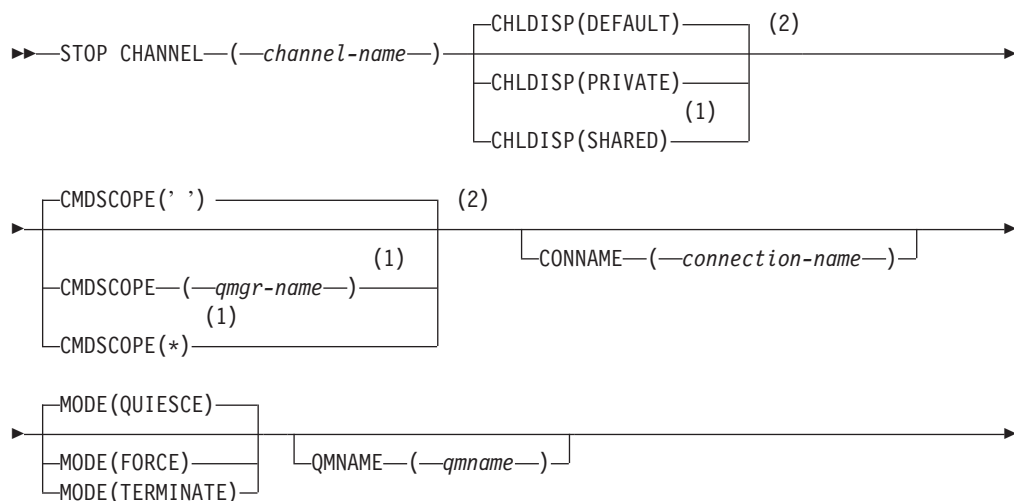 CHLDISP(DEFAULT) (2)
STOP CHANNEL ( channel-name )
CHLDISP(PRIVATE)
(1)
CHLDISP(SHARED)
CMDSCOPE(’ ’) (2)
(1)
CMDSCOPE ( qmgr-name )
(1)
CMDSCOPE(*)
CONNAME ( connection-name )
MODE(QUIESCE)
MODE(FORCE)
MODE(TERMINATE)
QMNAME ( qmname )